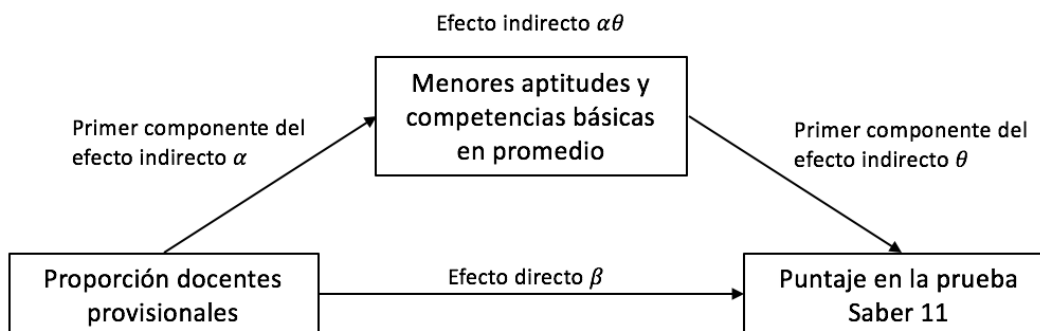 Efecto indirecto αθ
Menores aptitudes y
competencias básicas
en promedio
Primer componente del
efecto indirecto α
Primer componente del
efecto indirecto θ
Proporción docentes
provisionales
Efecto directo β
Puntaje en la prueba
Saber 11